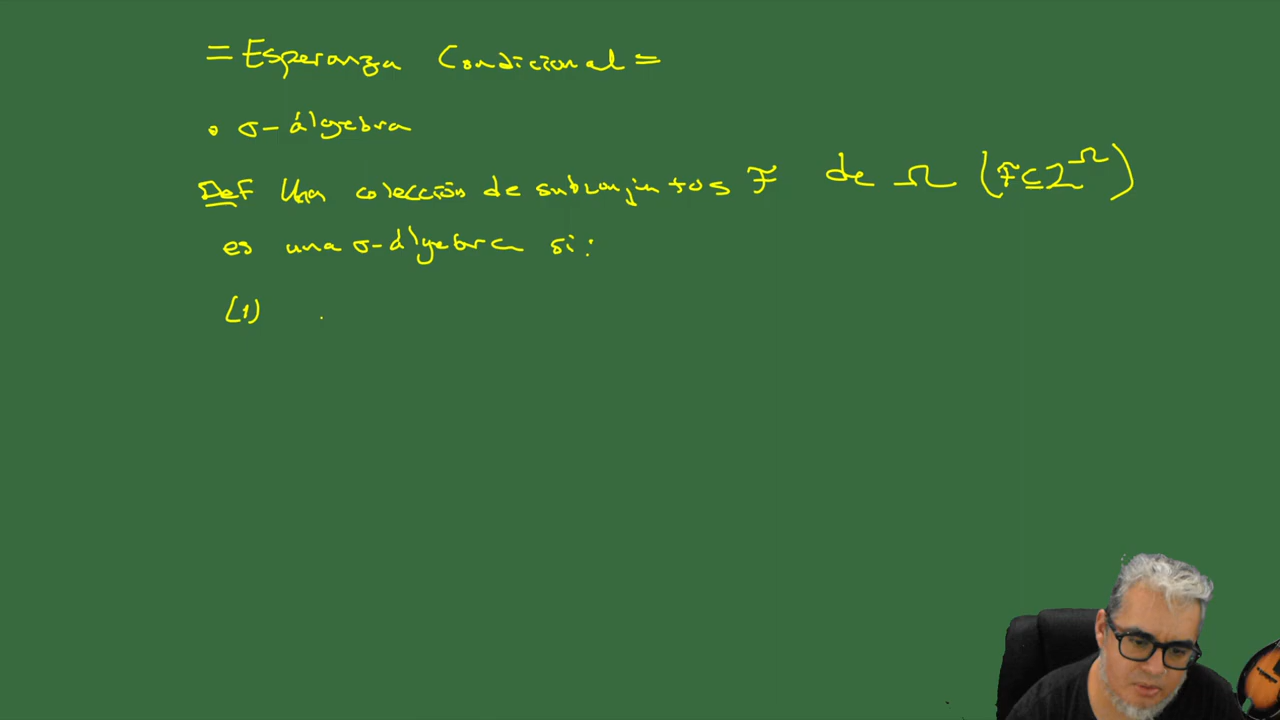 = Esperanza Condicional =
• σ-álgebra
Def Una colección de subconjuntos F de Ω (F ⊆ 2^Ω)
es una σ-álgebra si:
(1)